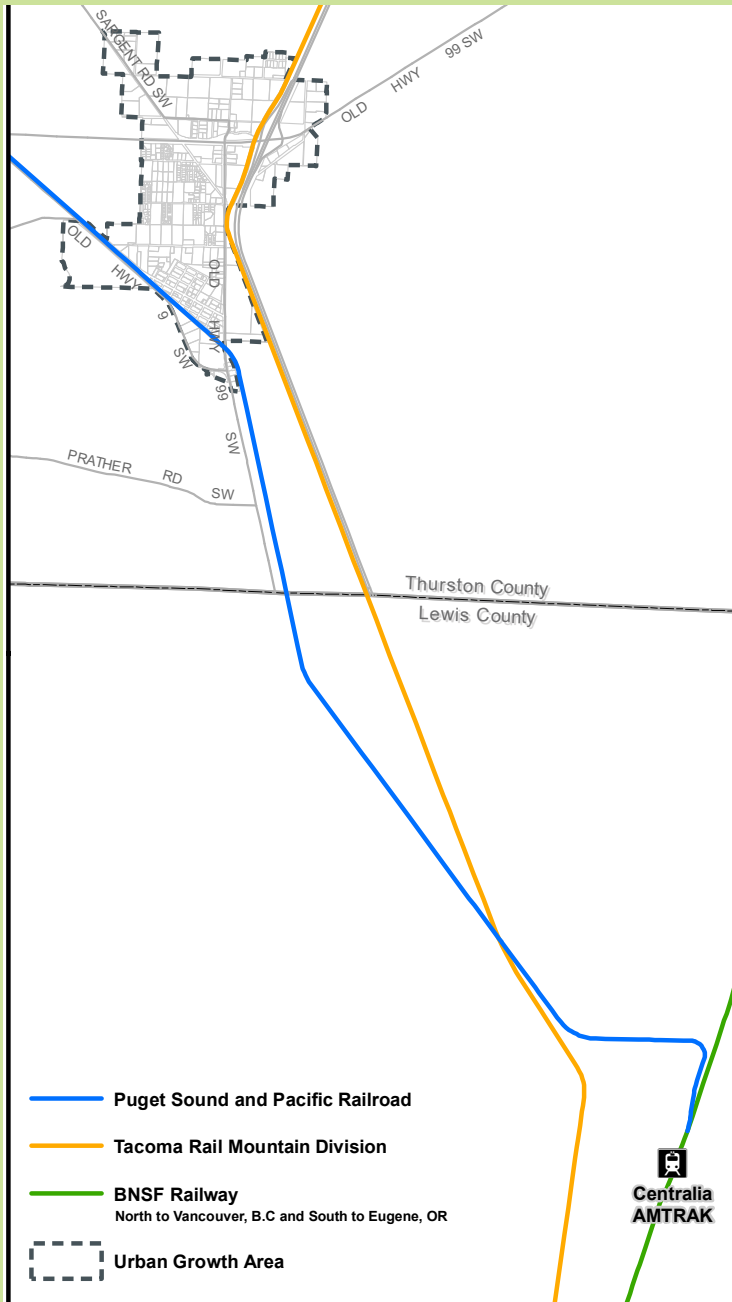 SARGENT RD SW
OLD HWY 99 SW
OLD HWY 9 SW
OLD HWY 99 SW
PRATHER RD SW
Thurston County
Lewis County
Puget Sound and Pacific Railroad
Tacoma Rail Mountain Division
BNSF Railway
North to Vancouver, B.C and South to Eugene, OR
Urban Growth Area
Centralia
AMTRAK